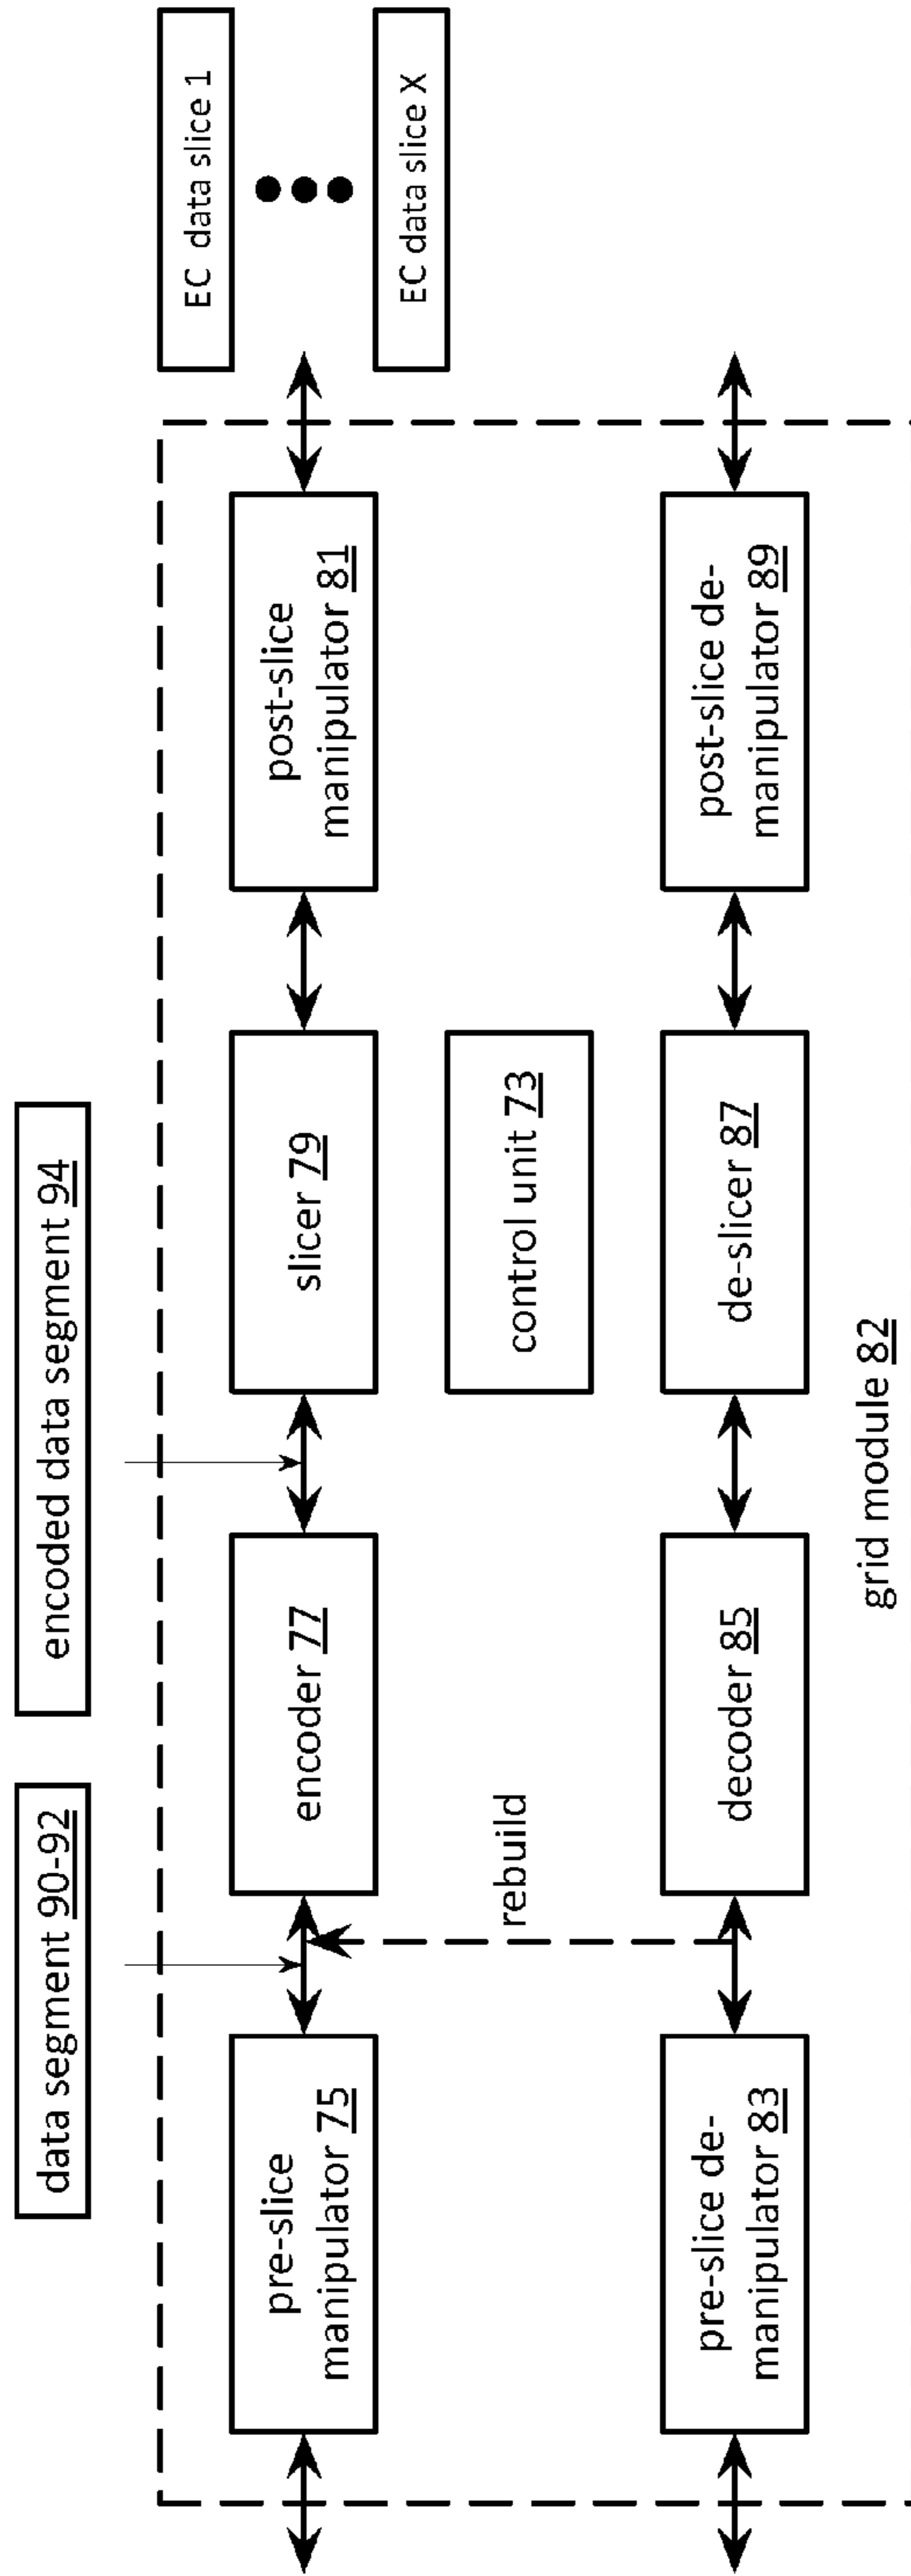 data segment 90-92
encoded data segment 94
EC data slice 1
EC data slice X
pre-slice
manipulator 75
encoder 77
slicer 79
post-slice
manipulator 81
rebuild
control unit 73
pre-slice de-
manipulator 83
decoder 85
de-slicer 87
post-slice de-
manipulator 89
grid module 82